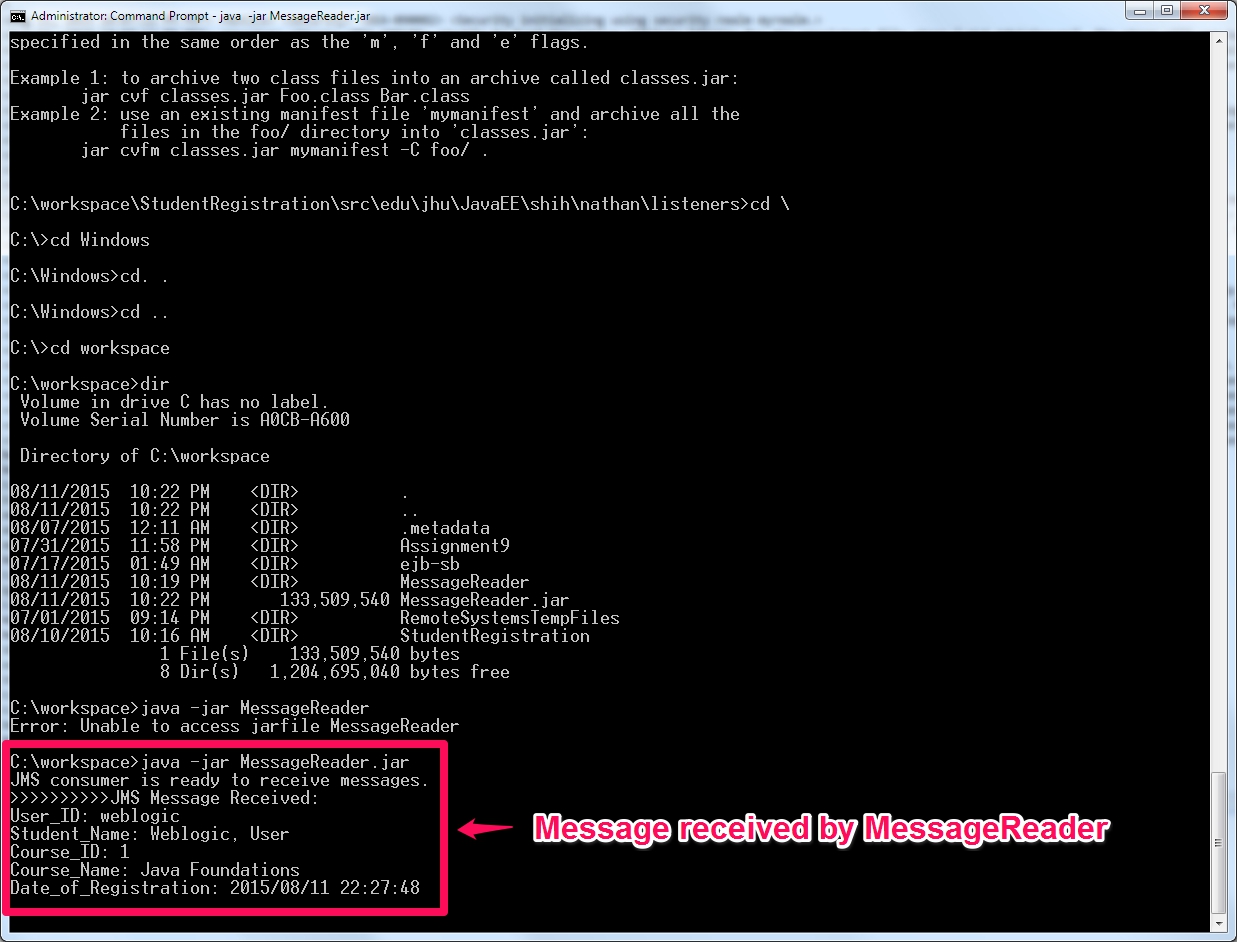 Administrator: Command Prompt - java  -jar MessageReader.jar
specified in the same order as the 'm', 'f' and 'e' flags.
Example 1: to archive two class files into an archive called classes.jar:
       jar cvf classes.jar Foo.class Bar.class
Example 2: use an existing manifest file 'mymanifest' and archive all the
           files in the foo/ directory into 'classes.jar':
       jar cvfm classes.jar mymanifest -C foo/ .
C:\workspace\StudentRegistration\src\edu\jhu\JavaEE\shih\nathan\listeners>cd \
C:\>cd Windows
C:\Windows>cd. .
C:\Windows>cd ..
C:\>cd workspace
C:\workspace>dir
 Volume in drive C has no label.
 Volume Serial Number is A0CB-A600
 Directory of C:\workspace
08/11/2015  10:22 PM    <DIR>          .
08/11/2015  10:22 PM    <DIR>          ..
08/07/2015  12:11 AM    <DIR>          .metadata
07/31/2015  11:58 PM    <DIR>          Assignment9
07/17/2015  01:49 AM    <DIR>          ejb-sb
08/11/2015  10:19 PM    <DIR>          MessageReader
08/11/2015  10:22 PM       133,509,540 MessageReader.jar
07/01/2015  09:14 PM    <DIR>          RemoteSystemsTempFiles
08/10/2015  10:16 AM    <DIR>          StudentRegistration
               1 File(s)    133,509,540 bytes
               8 Dir(s)   1,204,695,040 bytes free
C:\workspace>java -jar MessageReader
Error: Unable to access jarfile MessageReader
C:\workspace>java -jar MessageReader.jar
JMS consumer is ready to receive messages.
>>>>>>>>>>JMS Message Received:
User_ID: weblogic
Student_Name: Weblogic, User
Course_ID: 1
Course_Name: Java Foundations
Date_of_Registration: 2015/08/11 22:27:48
Message received by MessageReader